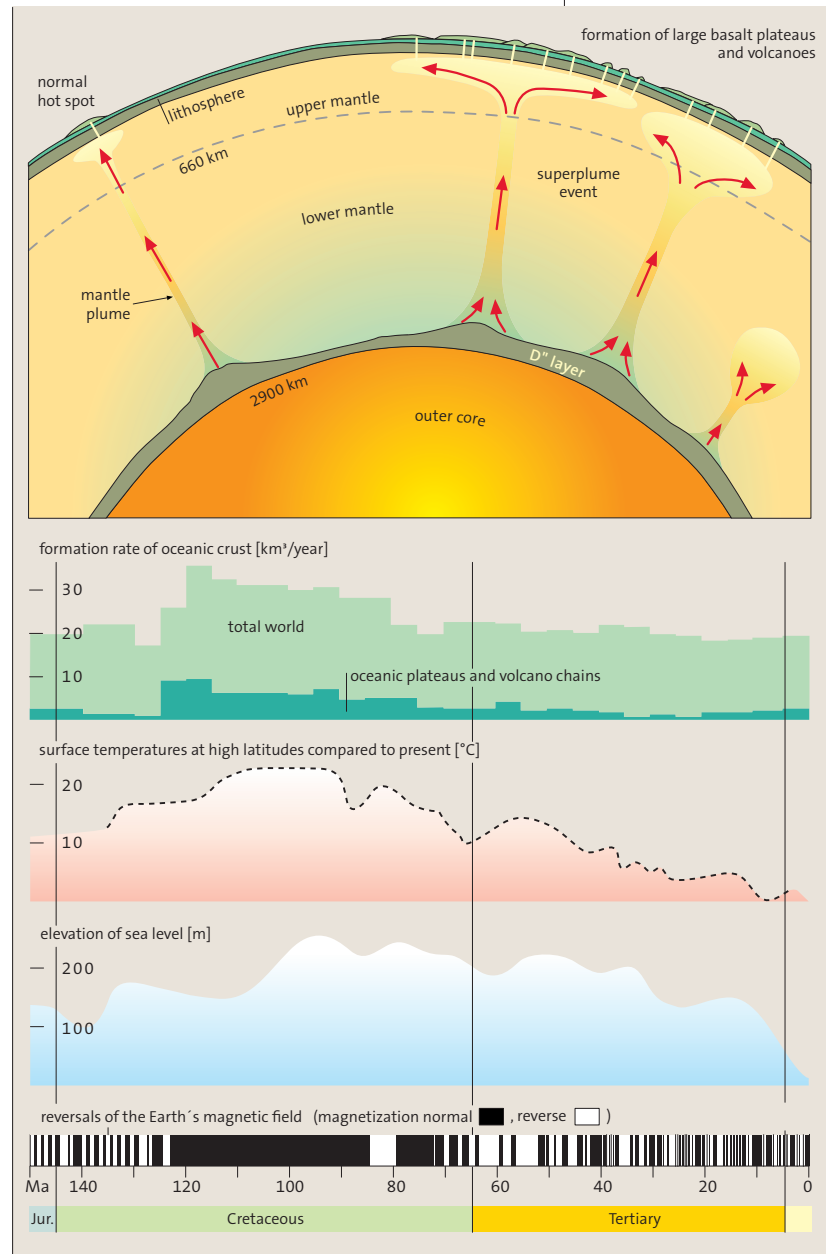 formation of large basalt plateaus
and volcanoes
normal
hot spot
lithosphere
upper mantle
660 km
superplume
event
lower mantle
mantle
plume
D" layer
2900 km
outer core
formation rate of oceanic crust [km³/year]
30
total world
20
oceanic plateaus and volcano chains
10
surface temperatures at high latitudes compared to present [°C]
20
10
elevation of sea level [m]
200
100
reversals of the Earth´s magnetic field (magnetization normal , reverse )
Ma 140 120 100 80 60 40 20 0
Jur. Cretaceous Tertiary